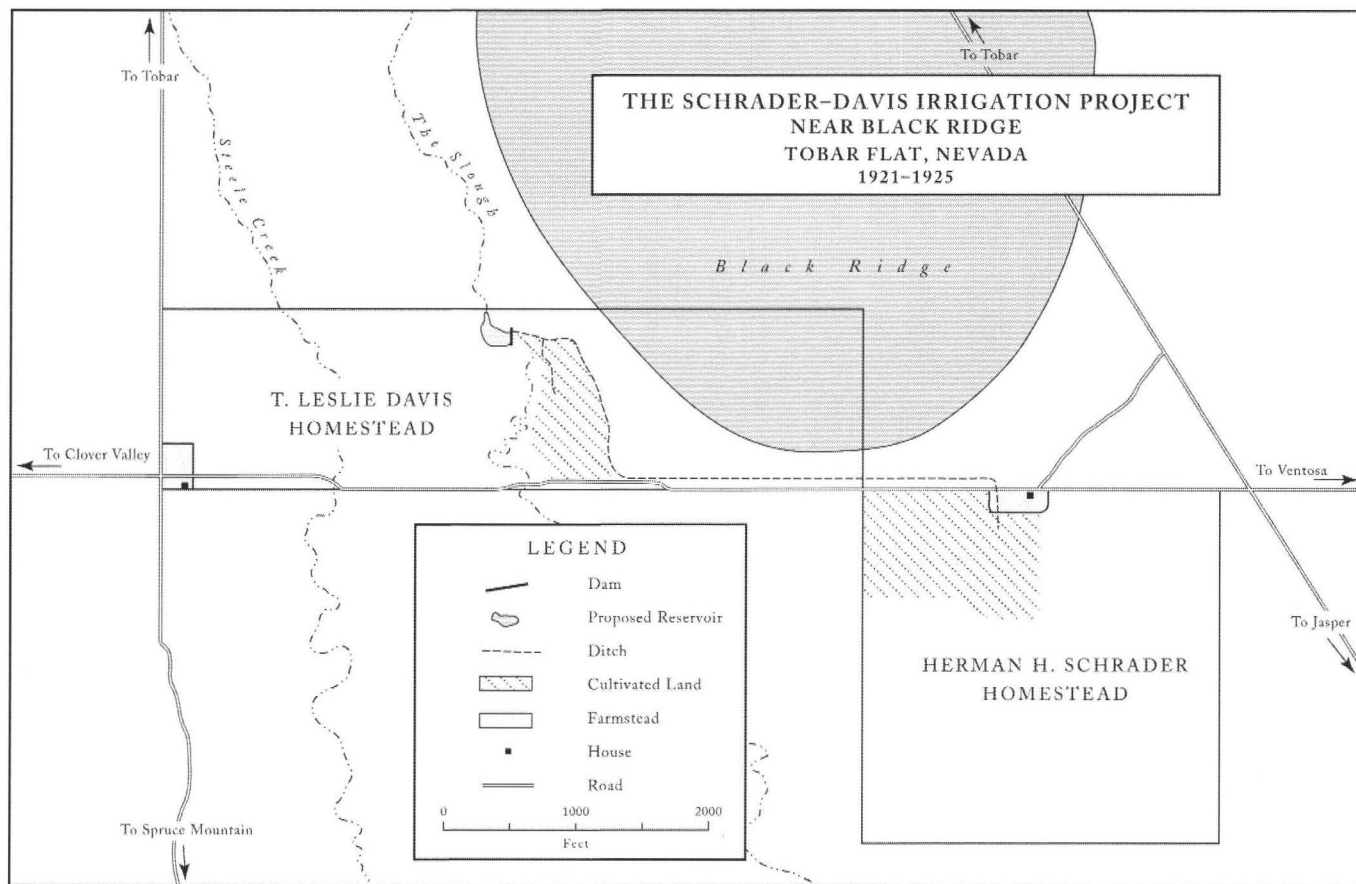 To Tobar
To Tobar
THE SCHRADER–DAVIS IRRIGATION PROJECT
NEAR BLACK RIDGE
TOBAR FLAT, NEVADA
1921–1925
The Slough
Steele Creek
Black Ridge
T. LESLIE DAVIS
HOMESTEAD
To Clover Valley
To Ventosa
LEGEND
Dam
Proposed Reservoir
Ditch
Cultivated Land
Farmstead
House
Road
0 1000 2000
Feet
To Jasper
HERMAN H. SCHRADER
HOMESTEAD
To Spruce Mountain